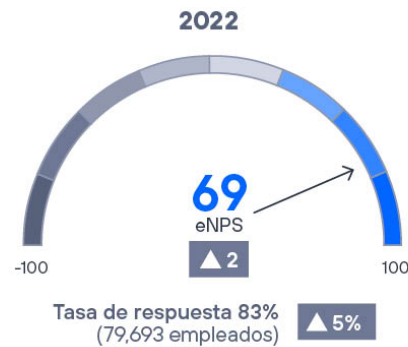 2022
69
eNPS
▲ 2
-100
100
Tasa de respuesta 83%
(79,693 empleados)
▲ 5%